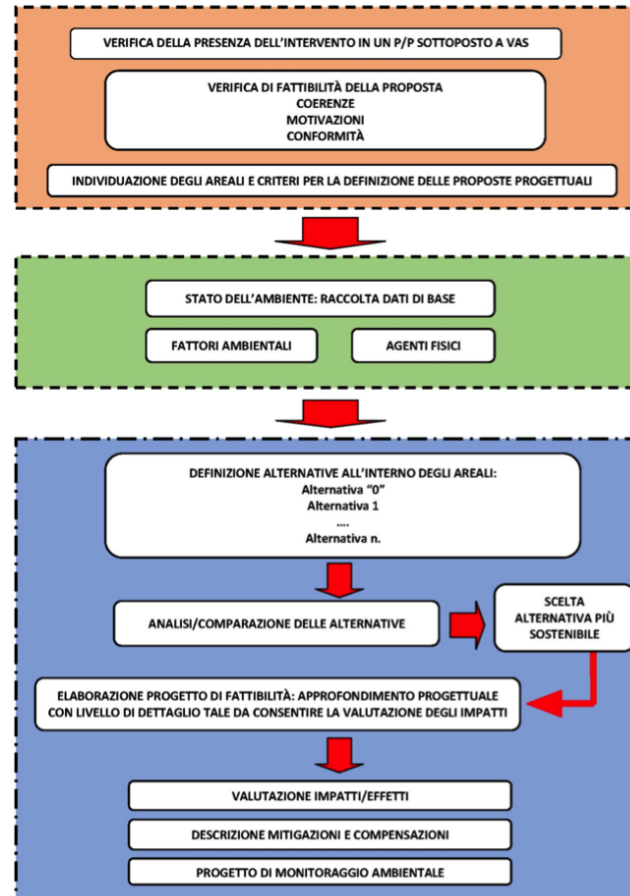 VERIFICA DELLA PRESENZA DELL'INTERVENTO IN UN P/P SOTTOPOSTO A VAS
VERIFICA DI FATTIBILITÀ DELLA PROPOSTA
COERENZE
MOTIVAZIONI
CONFORMITÀ
INDIVIDUAZIONE DEGLI AREALI E CRITERI PER LA DEFINIZIONE DELLE PROPOSTE PROGETTUALI
STATO DELL'AMBIENTE: RACCOLTA DATI DI BASE
FATTORI AMBIENTALI
AGENTI FISICI
DEFINIZIONE ALTERNATIVE ALL'INTERNO DEGLI AREALI:
Alternativa "0"
Alternativa 1
....
Alternativa n.
ANALISI/COMPARAZIONE DELLE ALTERNATIVE
SCELTA
ALTERNATIVA PIÙ
SOSTENIBILE
ELABORAZIONE PROGETTO DI FATTIBILITÀ: APPROFONDIMENTO PROGETTUALE
CON LIVELLO DI DETTAGLIO TALE DA CONSENTIRE LA VALUTAZIONE DEGLI IMPATTI
VALUTAZIONE IMPATTI/EFFETTI
DESCRIZIONE MITIGAZIONI E COMPENSAZIONI
PROGETTO DI MONITORAGGIO AMBIENTALE